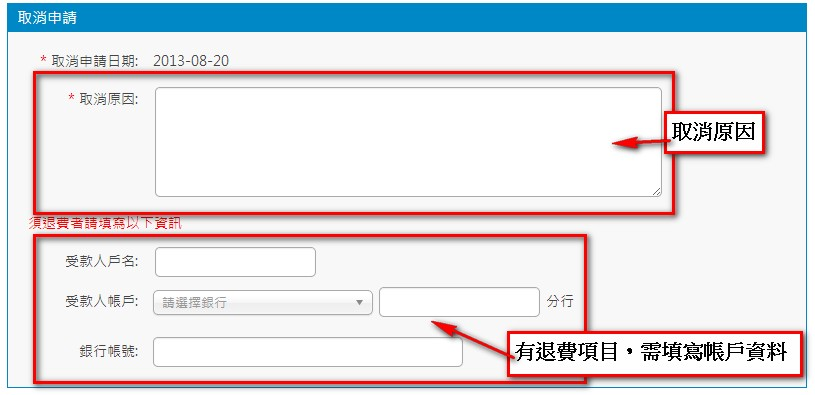 取消申請
* 取消申請日期: 2013-08-20
* 取消原因:
取消原因
須退費者請填寫以下資訊
受款人戶名:
受款人帳戶: 請選擇銀行 分行
有退費項目，需填寫帳戶資料
銀行帳號: